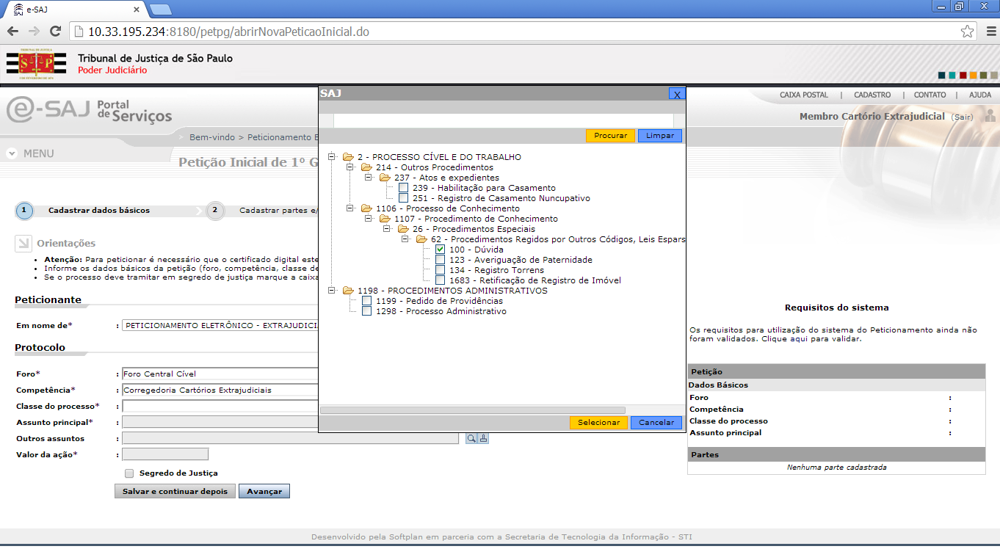 e-SAJ
10.33.195.234:8180/petpg/abrirNovaPeticaoInicial.do
TRIBUNAL DE JUSTIÇA
S P
3 DE FEVEREIRO DE 1874
Tribunal de Justiça de São Paulo
Poder Judiciário
e-SAJ Portal de Serviços
CAIXA POSTAL | CADASTRO | CONTATO | AJUDA
Membro Cartório Extrajudicial (Sair)
Bem-vindo > Peticionamento E
MENU
Petição Inicial de 1º G
1 Cadastrar dados básicos
2 Cadastrar partes e/
Orientações
• Atenção: Para peticionar é necessário que o certificado digital este
• Informe os dados básicos da petição (foro, competência, classe de
• Se o processo deve tramitar em segredo de justiça marque a caixa
Peticionante
Em nome de* : PETICIONAMENTO ELETRÔNICO - EXTRAJUDICI
Protocolo
Foro* : Foro Central Cível
Competência* : Corregedoria Cartórios Extrajudiciais
Classe do processo* :
Assunto principal* :
Outros assuntos :
Valor da ação* :
Segredo de Justiça
Salvar e continuar depois Avançar
SAJ X
Procurar Limpar
2 - PROCESSO CÍVEL E DO TRABALHO
214 - Outros Procedimentos
237 - Atos e expedientes
239 - Habilitação para Casamento
251 - Registro de Casamento Nuncupativo
1106 - Processo de Conhecimento
1107 - Procedimento de Conhecimento
26 - Procedimentos Especiais
62 - Procedimentos Regidos por Outros Códigos, Leis Espars
100 - Dúvida
123 - Averiguação de Paternidade
134 - Registro Torrens
1683 - Retificação de Registro de Imóvel
1198 - PROCEDIMENTOS ADMINISTRATIVOS
1199 - Pedido de Providências
1298 - Processo Administrativo
Selecionar Cancelar
Requisitos do sistema
Os requisitos para utilização do sistema do Peticionamento ainda não
foram validados. Clique aqui para validar.
Petição
Dados Básicos
Foro :
Competência :
Classe do processo :
Assunto principal :
Partes
Nenhuma parte cadastrada
Desenvolvido pela Softplan em parceria com a Secretaria de Tecnologia da Informação - STI